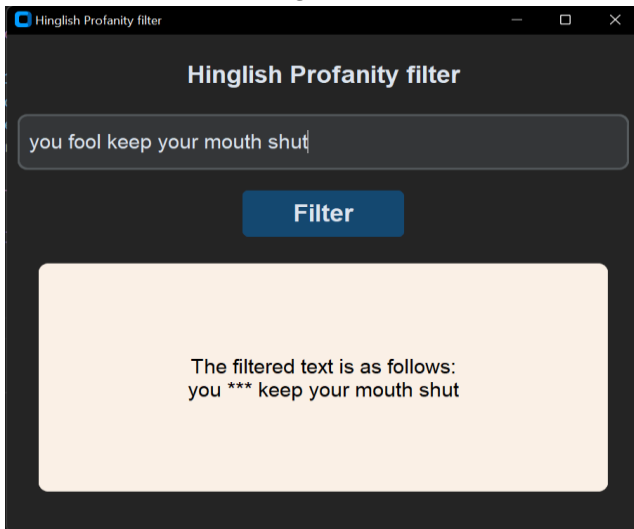 Hinglish Profanity filter
Hinglish Profanity filter
you fool keep your mouth shut
Filter
The filtered text is as follows:
you *** keep your mouth shut